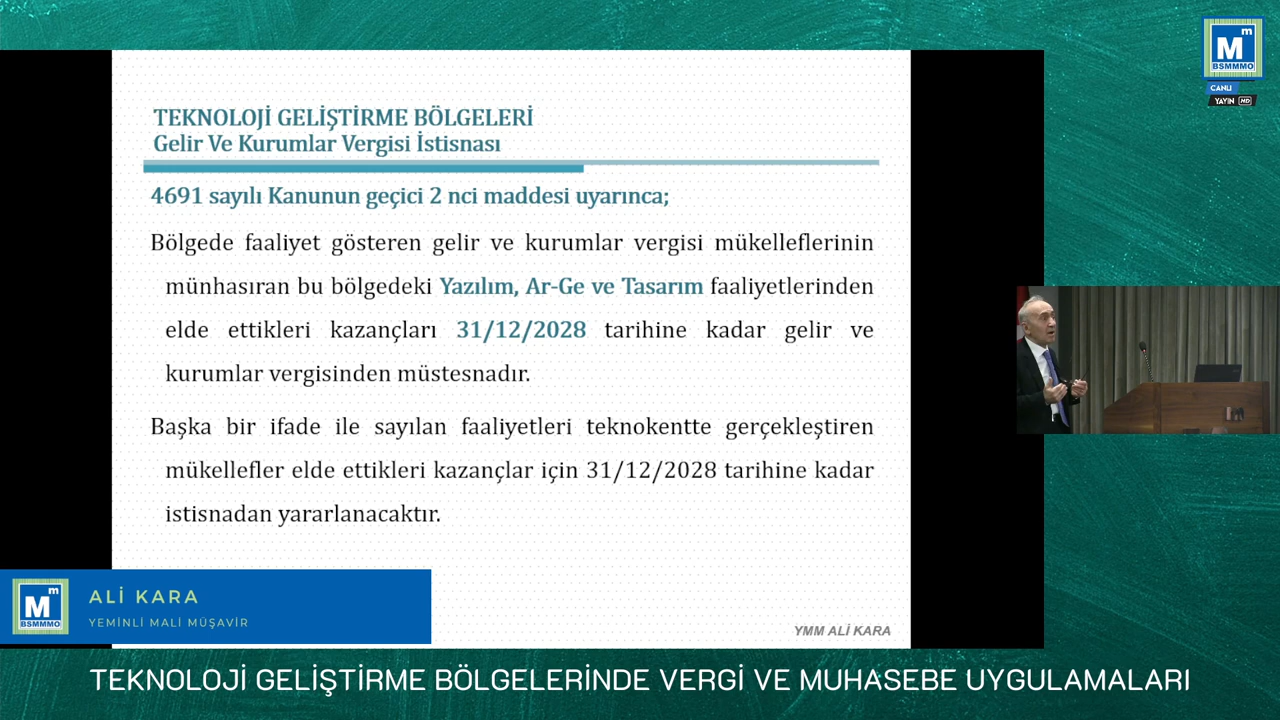 M m
BSMMMO
CANLI
YAYIN HD
TEKNOLOJİ GELİŞTİRME BÖLGELERİ
Gelir Ve Kurumlar Vergisi İstisnası
4691 sayılı Kanunun geçici 2 nci maddesi uyarınca;
Bölgede faaliyet gösteren gelir ve kurumlar vergisi mükelleflerinin
münhasıran bu bölgedeki Yazılım, Ar-Ge ve Tasarım faaliyetlerinden
elde ettikleri kazançları 31/12/2028 tarihine kadar gelir ve
kurumlar vergisinden müstesnadır.
Başka bir ifade ile sayılan faaliyetleri teknokentte gerçekleştiren
mükellefler elde ettikleri kazançlar için 31/12/2028 tarihine kadar
istisnadan yararlanacaktır.
M m
BSMMMO
ALİ KARA
YEMİNLİ MALİ MÜŞAVİR
YMM ALİ KARA
TEKNOLOJİ GELİŞTİRME BÖLGELERİNDE VERGİ VE MUHASEBE UYGULAMALARI